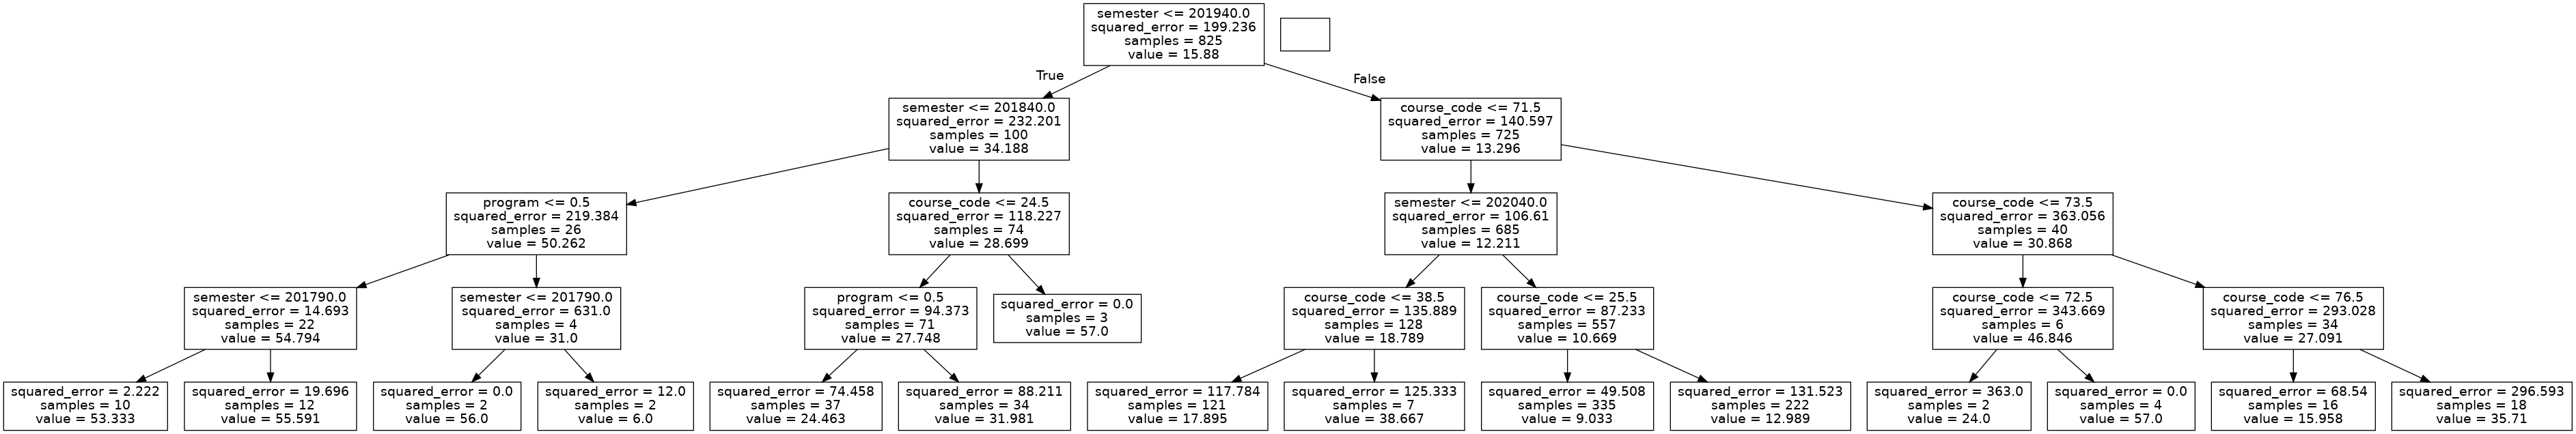 semester <= 201940.0
squared_error = 199.236
samples = 825
value = 15.88
True
False
semester <= 201840.0
squared_error = 232.201
samples = 100
value = 34.188
course_code <= 71.5
squared_error = 140.597
samples = 725
value = 13.296
program <= 0.5
squared_error = 219.384
samples = 26
value = 50.262
course_code <= 24.5
squared_error = 118.227
samples = 74
value = 28.699
semester <= 202040.0
squared_error = 106.61
samples = 685
value = 12.211
course_code <= 73.5
squared_error = 363.056
samples = 40
value = 30.868
semester <= 201790.0
squared_error = 14.693
samples = 22
value = 54.794
semester <= 201790.0
squared_error = 631.0
samples = 4
value = 31.0
program <= 0.5
squared_error = 94.373
samples = 71
value = 27.748
squared_error = 0.0
samples = 3
value = 57.0
course_code <= 38.5
squared_error = 135.889
samples = 128
value = 18.789
course_code <= 25.5
squared_error = 87.233
samples = 557
value = 10.669
course_code <= 72.5
squared_error = 343.669
samples = 6
value = 46.846
course_code <= 76.5
squared_error = 293.028
samples = 34
value = 27.091
squared_error = 2.222
samples = 10
value = 53.333
squared_error = 19.696
samples = 12
value = 55.591
squared_error = 0.0
samples = 2
value = 56.0
squared_error = 12.0
samples = 2
value = 6.0
squared_error = 74.458
samples = 37
value = 24.463
squared_error = 88.211
samples = 34
value = 31.981
squared_error = 117.784
samples = 121
value = 17.895
squared_error = 125.333
samples = 7
value = 38.667
squared_error = 49.508
samples = 335
value = 9.033
squared_error = 131.523
samples = 222
value = 12.989
squared_error = 363.0
samples = 2
value = 24.0
squared_error = 0.0
samples = 4
value = 57.0
squared_error = 68.54
samples = 16
value = 15.958
squared_error = 296.593
samples = 18
value = 35.71